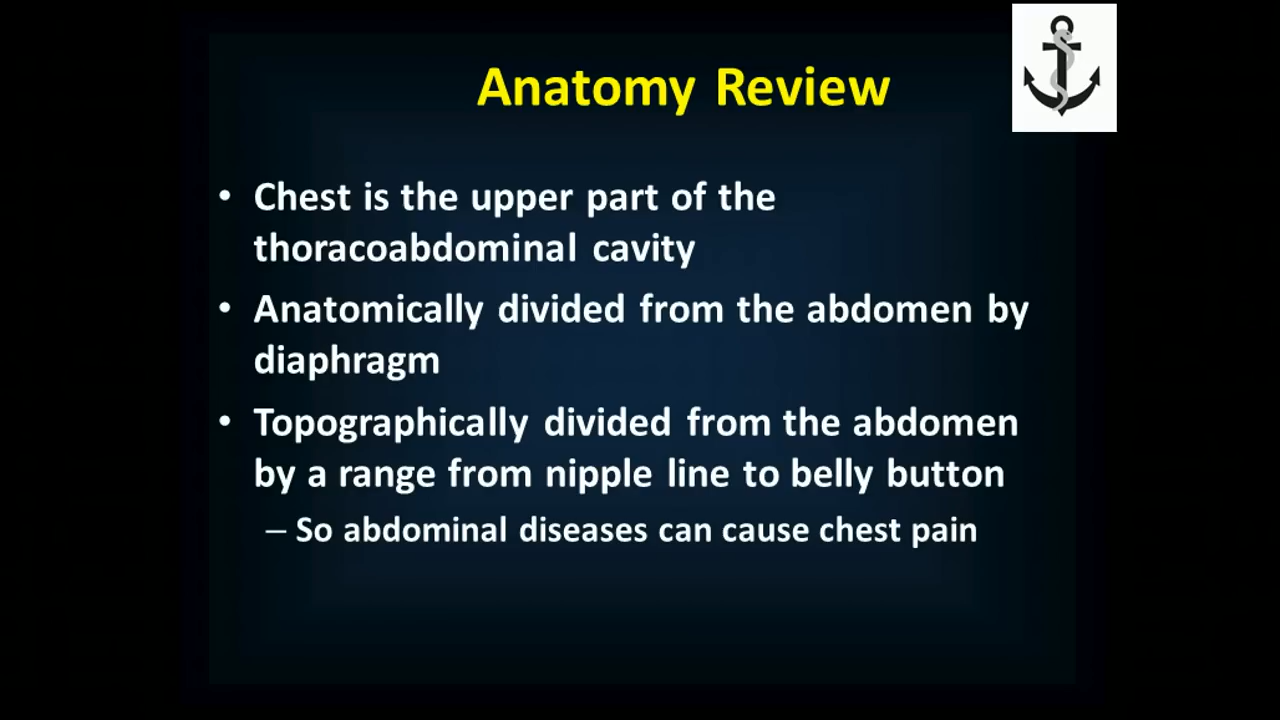 Anatomy Review
• Chest is the upper part of the
thoracoabdominal cavity
• Anatomically divided from the abdomen by
diaphragm
• Topographically divided from the abdomen
by a range from nipple line to belly button
– So abdominal diseases can cause chest pain